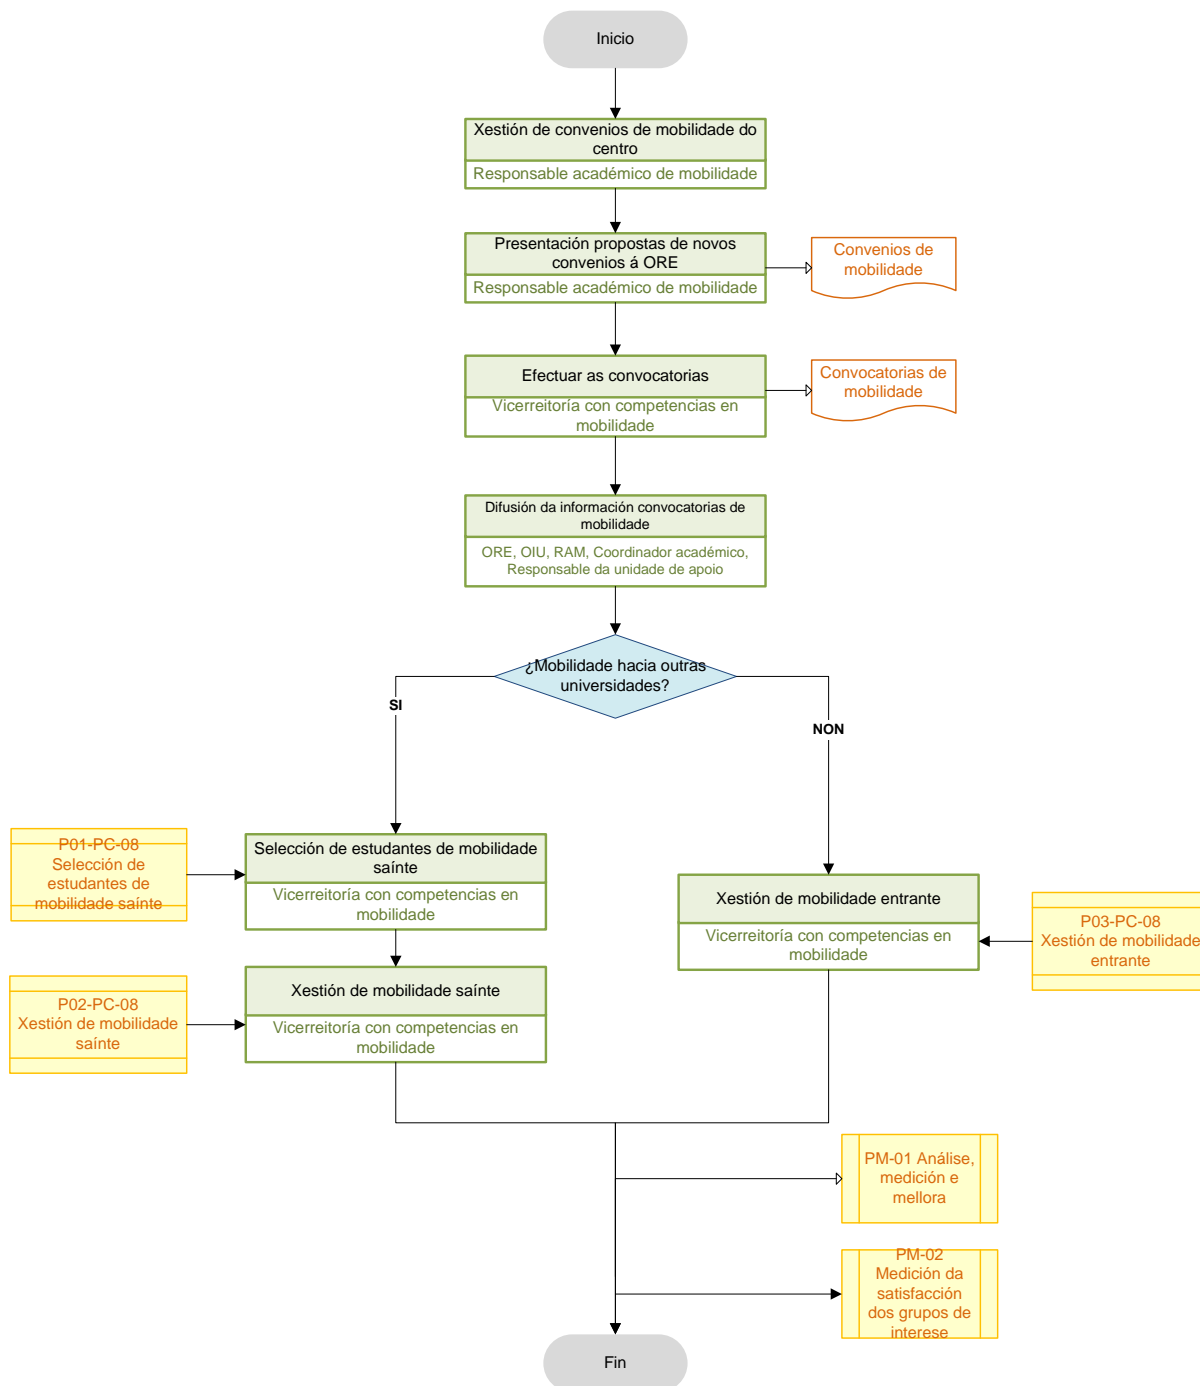 Inicio
Xestión de convenios de mobilidade do
centro
Responsable académico de mobilidade
Presentación propostas de novos
convenios á ORE
Responsable académico de mobilidade
Convenios de
mobilidade
Efectuar as convocatorias
Vicerreitoría con competencias en
mobilidade
Convocatorias de
mobilidade
Difusión da información convocatorias de
mobilidade
ORE, OIU, RAM, Coordinador académico,
Responsable da unidade de apoio
¿Mobilidade hacia outras
universidades?
SI
NON
P01-PC-08
Selección de
estudantes de
mobilidade saínte
Selección de estudantes de mobilidade
saínte
Vicerreitoría con competencias en
mobilidade
Xestión de mobilidade entrante
Vicerreitoría con competencias en
mobilidade
P03-PC-08
Xestión de mobilidade
entrante
P02-PC-08
Xestión de mobilidade
saínte
Xestión de mobilidade saínte
Vicerreitoría con competencias en
mobilidade
PM-01 Análise,
medición e
mellora
PM-02
Medición da
satisfacción
dos grupos de
interese
Fin